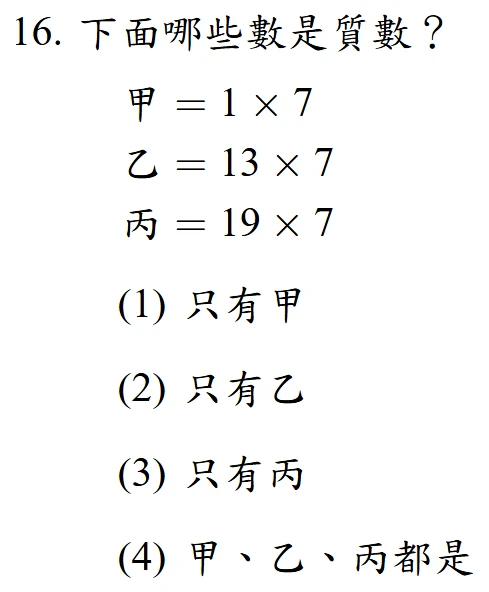 16. 下面哪些數是質數？
甲 = 1 × 7
乙 = 13 × 7
丙 = 19 × 7
(1) 只有甲
(2) 只有乙
(3) 只有丙
(4) 甲、乙、丙都是